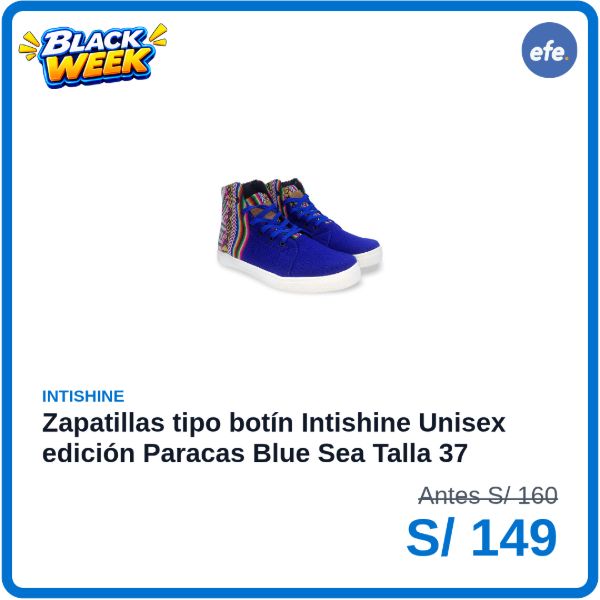 BLACK
WEEK
efe.
INTISHINE
Zapatillas tipo botín Intishine Unisex
edición Paracas Blue Sea Talla 37
Antes S/ 160
S/ 149